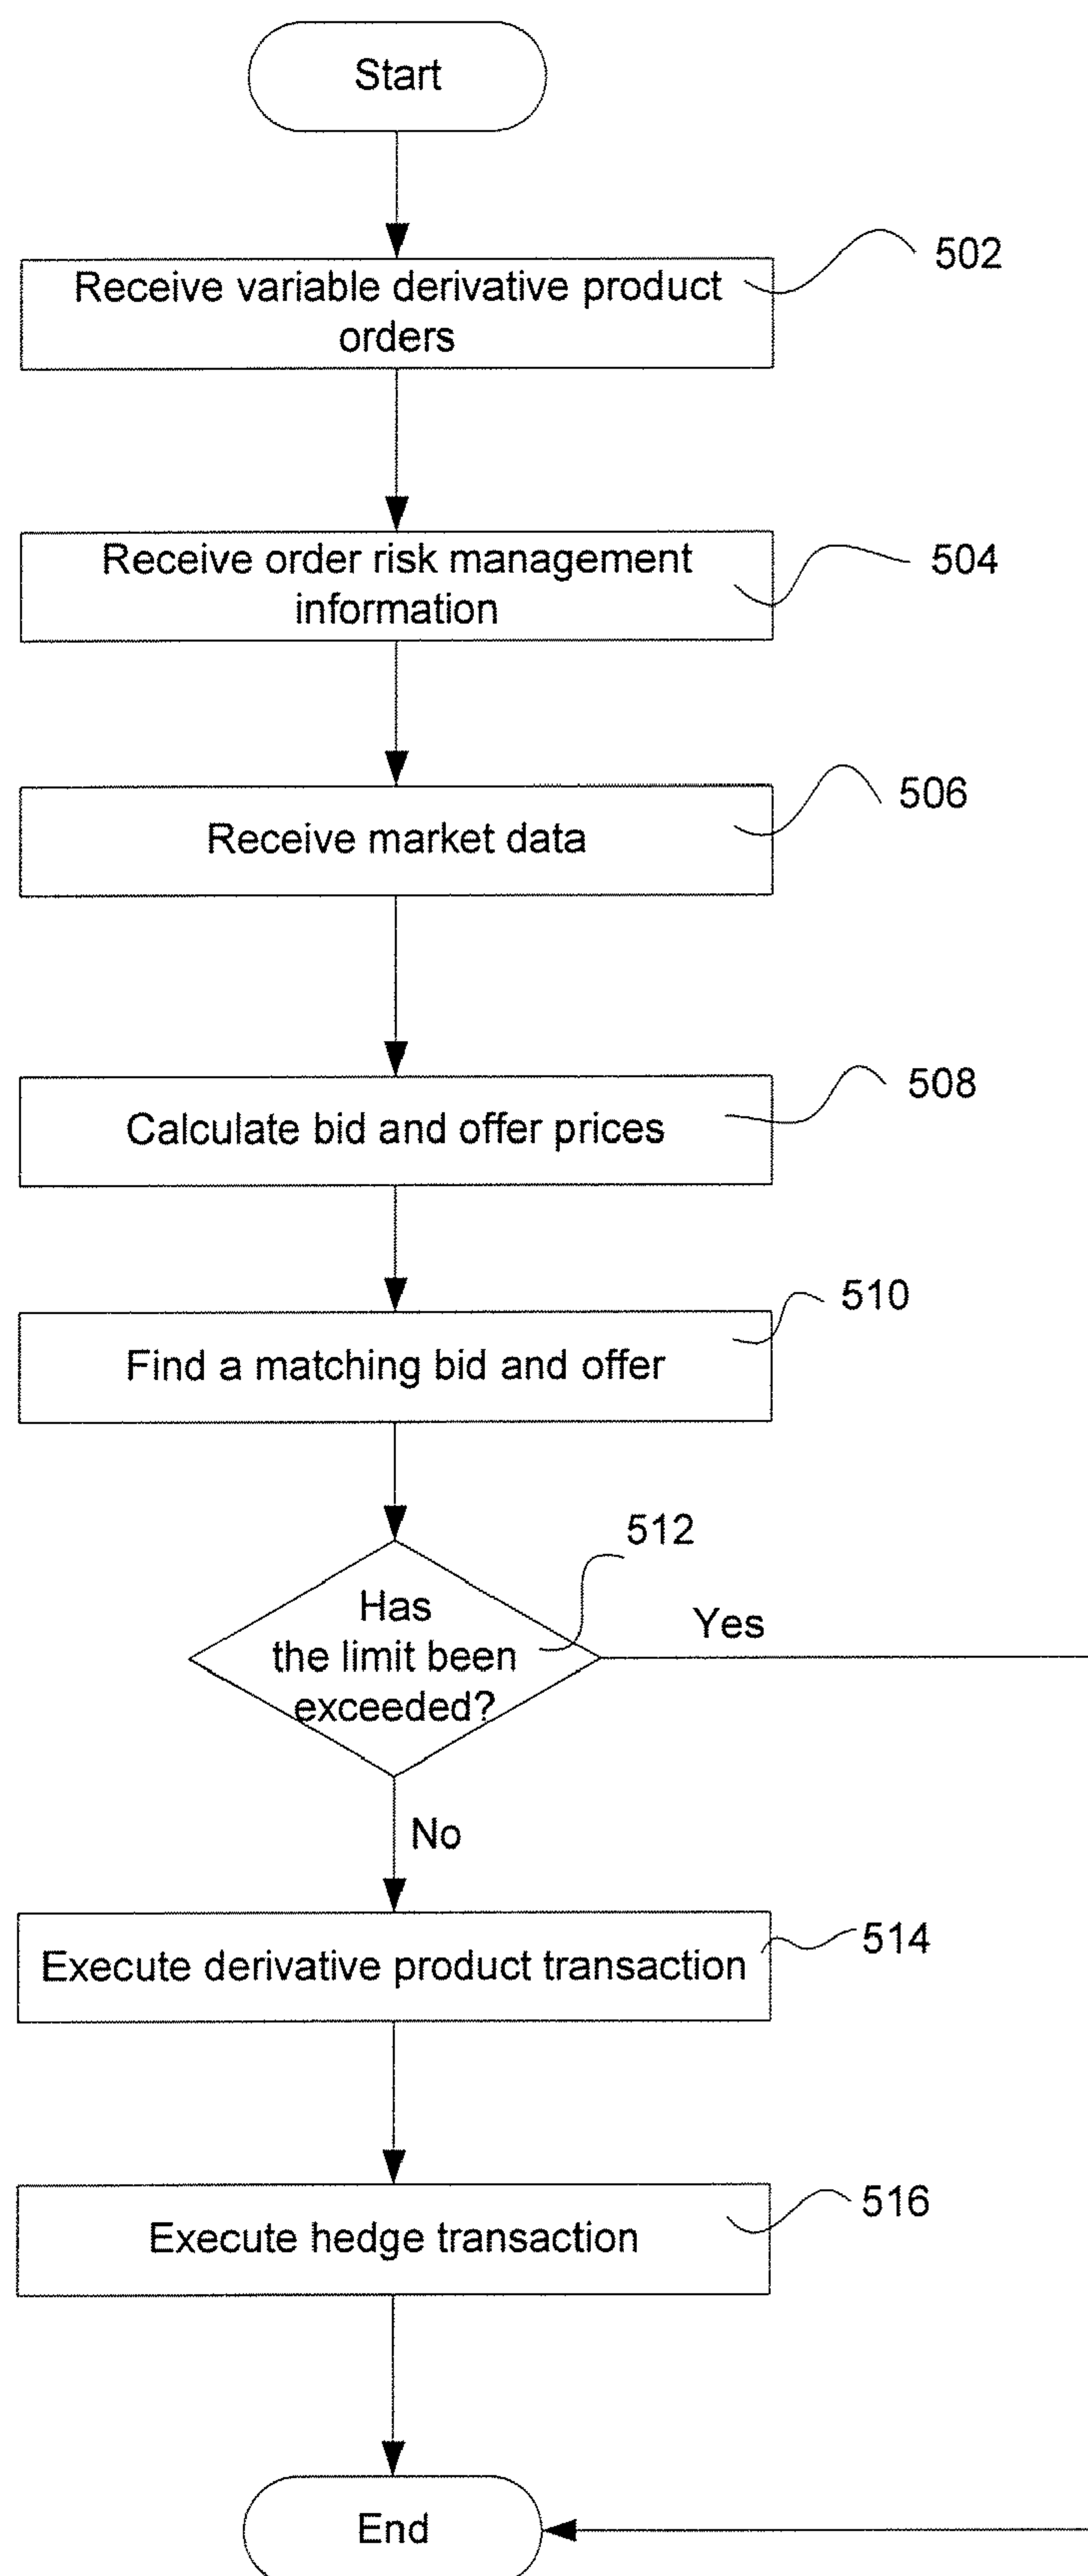 Start
502
Receive variable derivative product
orders
504
Receive order risk management
information
506
Receive market data
508
Calculate bid and offer prices
510
Find a matching bid and offer
512
Has
the limit been
exceeded?
Yes
No
514
Execute derivative product transaction
516
Execute hedge transaction
End